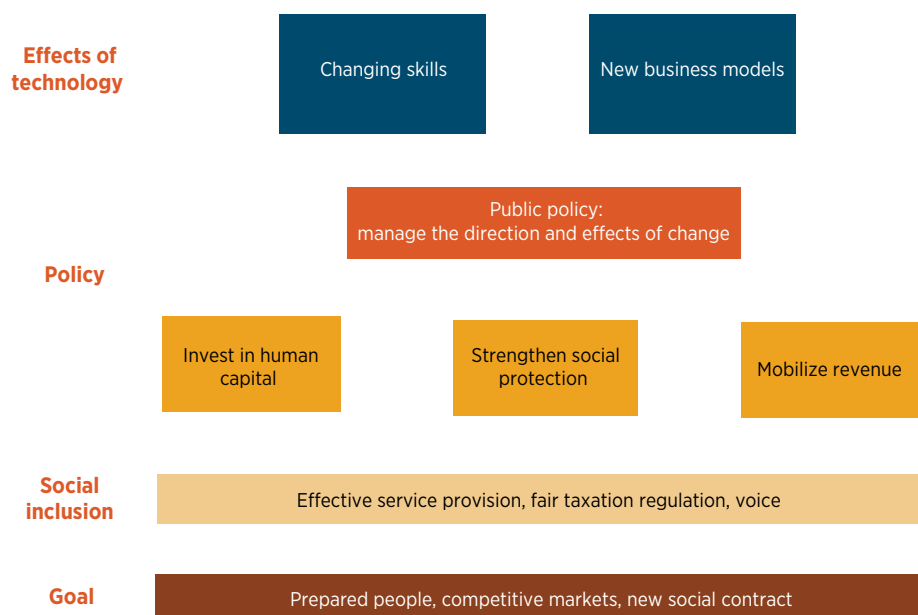 Effects of
technology
Changing skills
New business models
Public policy:
manage the direction and effects of change
Policy
Invest in human
capital
Strengthen social
protection
Mobilize revenue
Social
inclusion
Effective service provision, fair taxation regulation, voice
Goal
Prepared people, competitive markets, new social contract